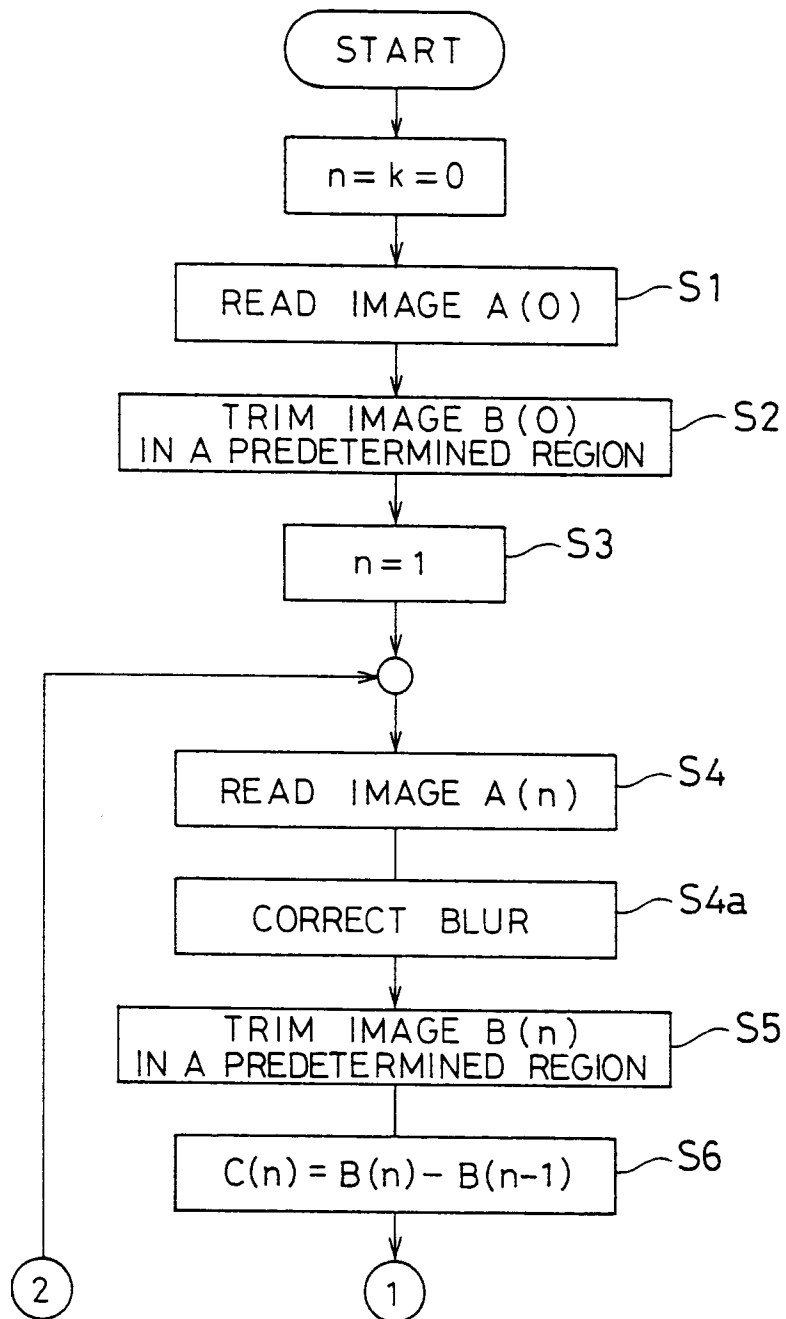 START
n = k = 0
READ IMAGE A(0)
S1
TRIM IMAGE B(0)
IN A PREDETERMINED REGION
S2
n = 1
S3
READ IMAGE A(n)
S4
CORRECT BLUR
S4a
TRIM IMAGE B(n)
IN A PREDETERMINED REGION
S5
C(n) = B(n) - B(n-1)
S6
2
1